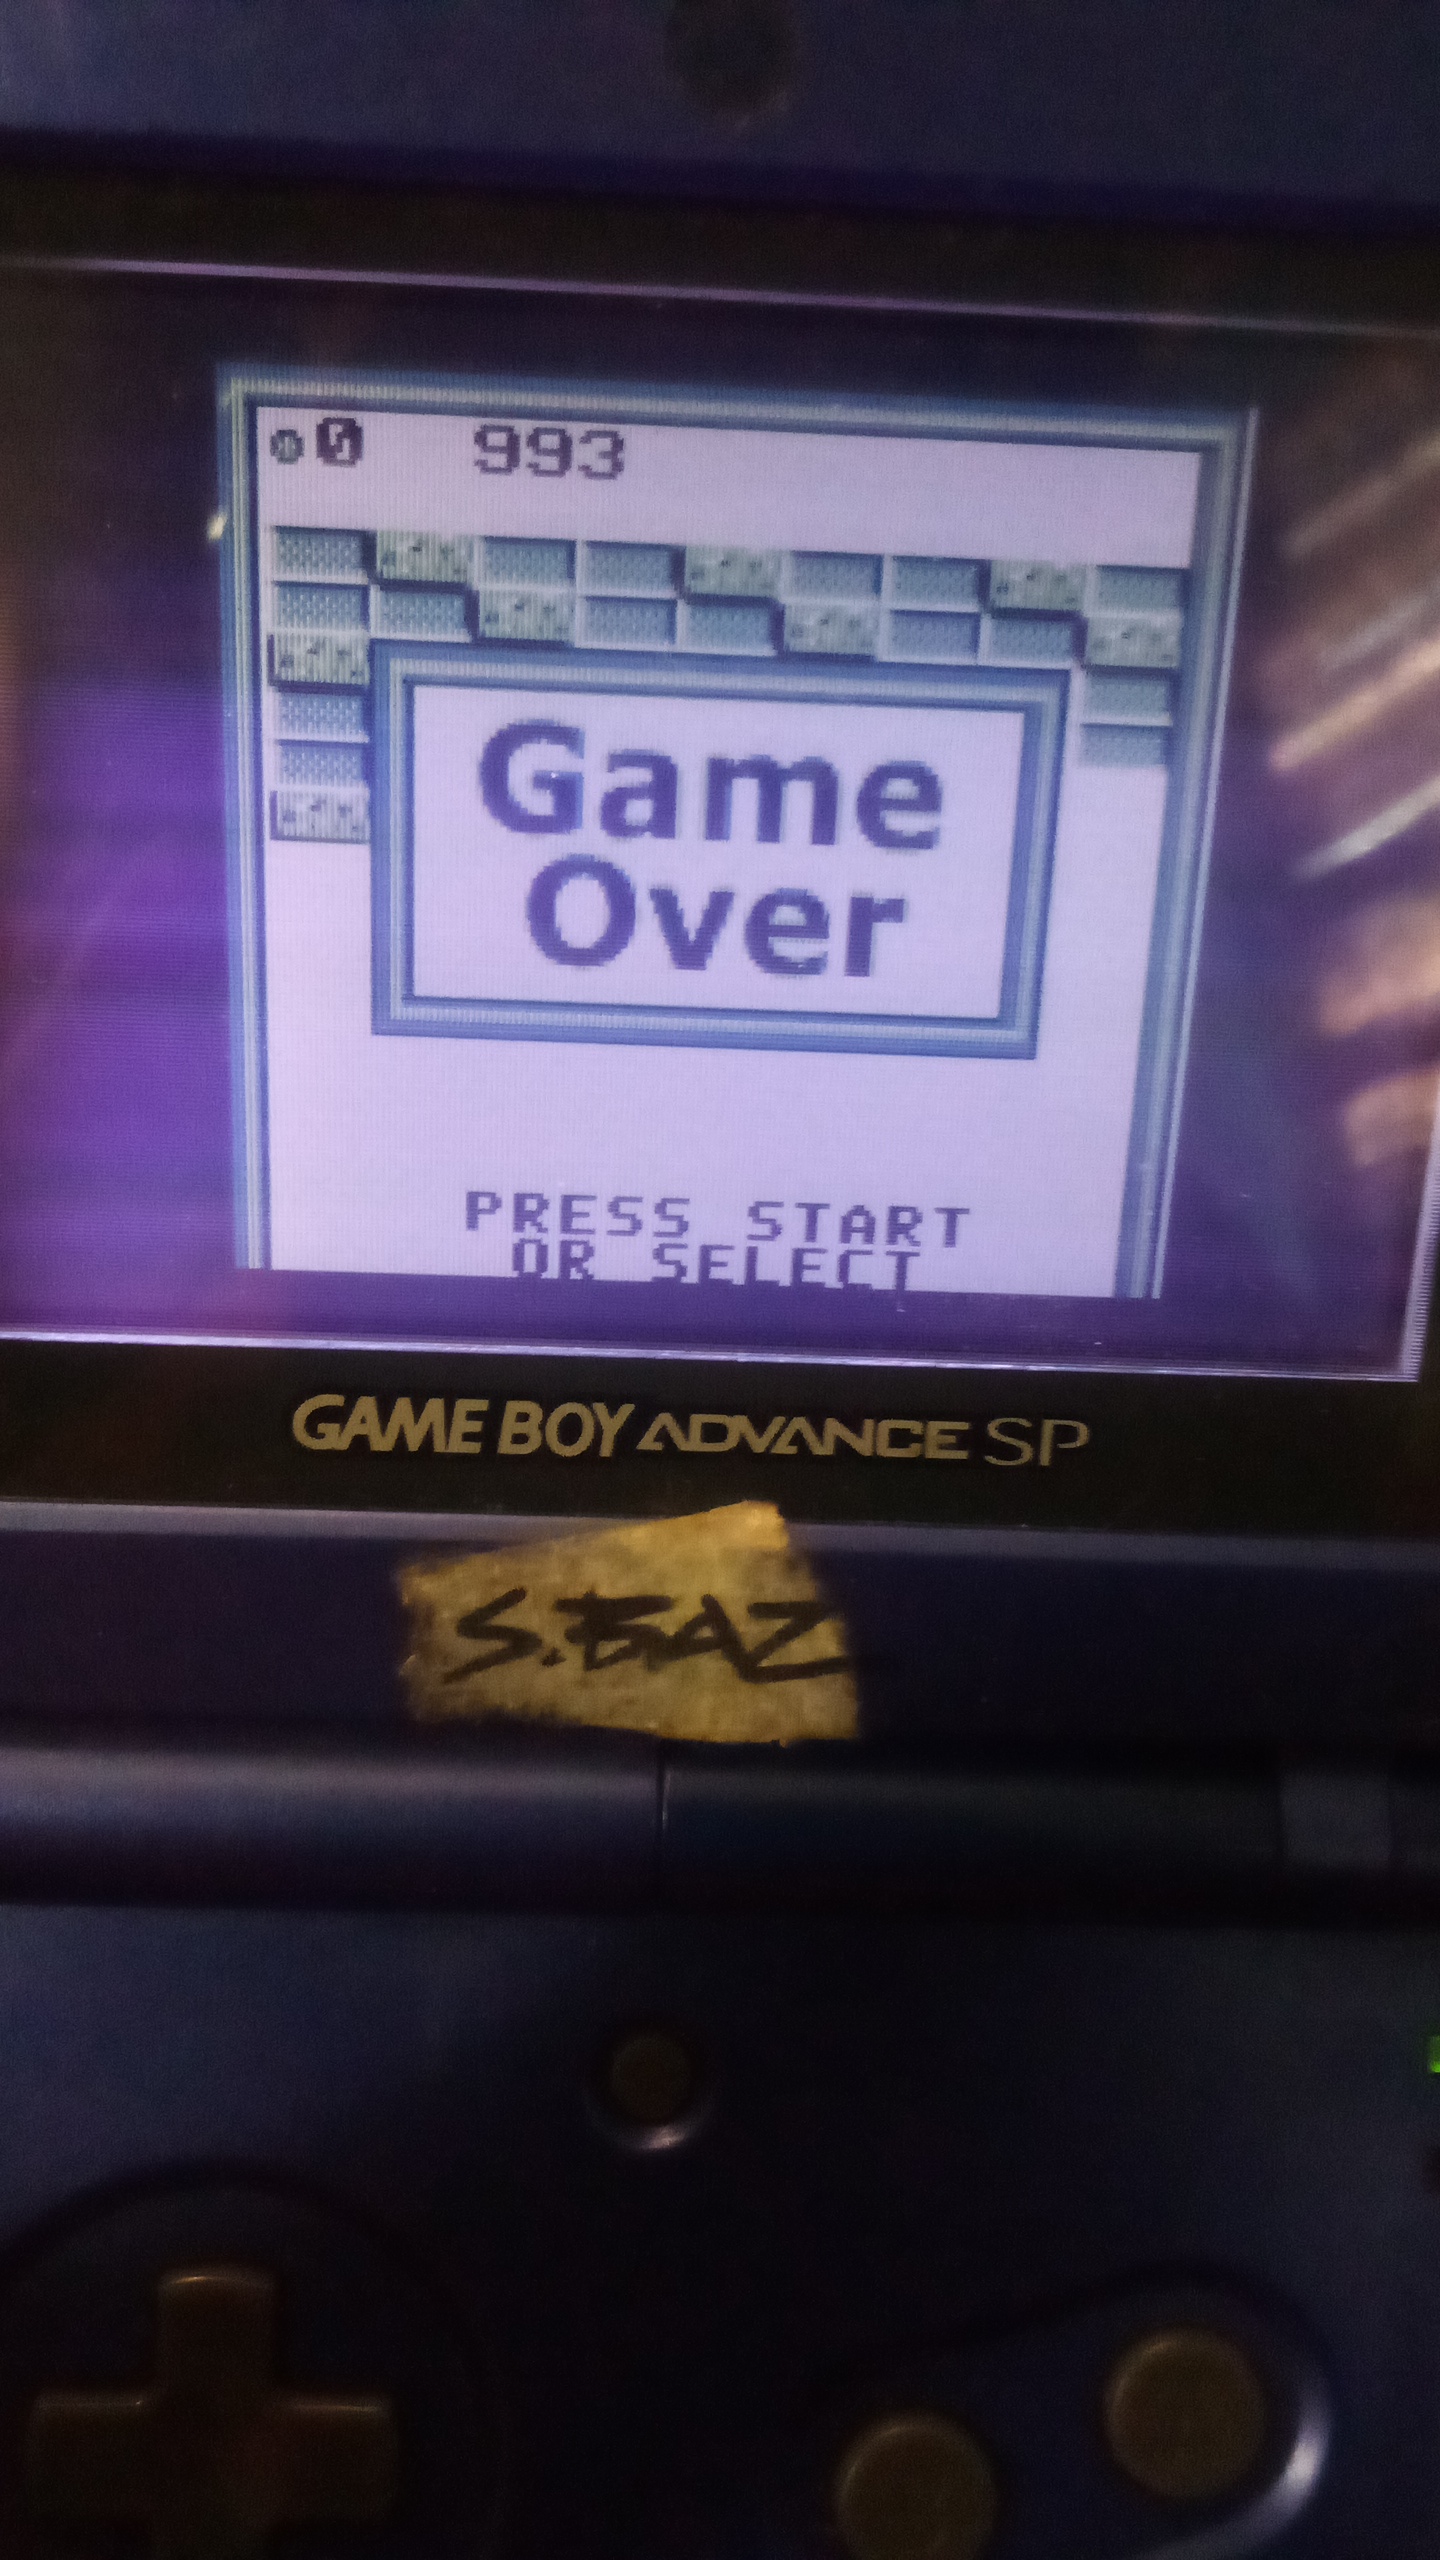 0 993
Game
Over
PRESS START
OR SELECT
GAME BOY ADVANCE SP
S.BAZ